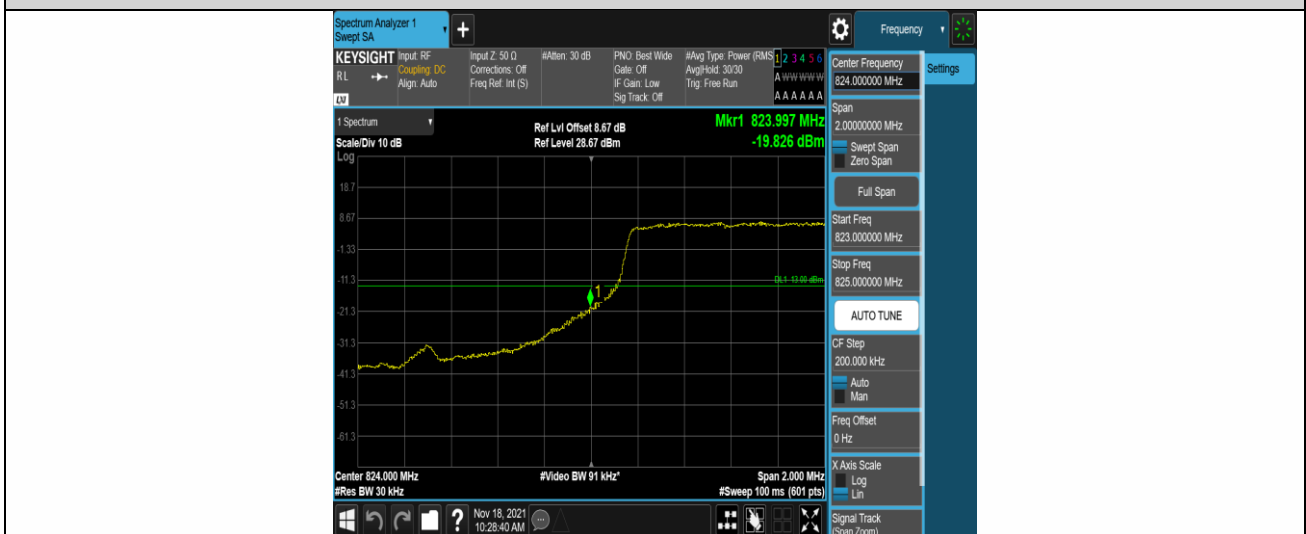 Spectrum Analyzer 1
Swept SA
Frequency
KEYSIGHT
RL
LXI
Input: RF
Coupling: DC
Align: Auto
Input Z: 50 Ω
Corrections: Off
Freq Ref: Int (S)
#Atten: 30 dB
PNO: Best Wide
Gate: Off
IF Gain: Low
Sig Track: Off
#Avg Type: Power (RMS
Avg|Hold: 30/30
Trig: Free Run
1 2 3 4 5 6
A W W W W W
A A A A A A
1 Spectrum
Scale/Div 10 dB
Log
Ref Lvl Offset 8.67 dB
Ref Level 28.67 dBm
Mkr1 823.997 MHz
-19.826 dBm
18.7
8.67
-1.33
-11.3
DL1 -13.00 dBm
1
-21.3
-31.3
-41.3
-51.3
-61.3
Center 824.000 MHz
#Res BW 30 kHz
#Video BW 91 kHz*
Span 2.000 MHz
#Sweep 100 ms (601 pts)
?
Nov 18, 2021
10:28:40 AM
Center Frequency
824.000000 MHz
Settings
Span
2.00000000 MHz
Swept Span
Zero Span
Full Span
Start Freq
823.000000 MHz
Stop Freq
825.000000 MHz
AUTO TUNE
CF Step
200.000 kHz
Auto
Man
Freq Offset
0 Hz
X Axis Scale
Log
Lin
Signal Track
(Span Zoom)